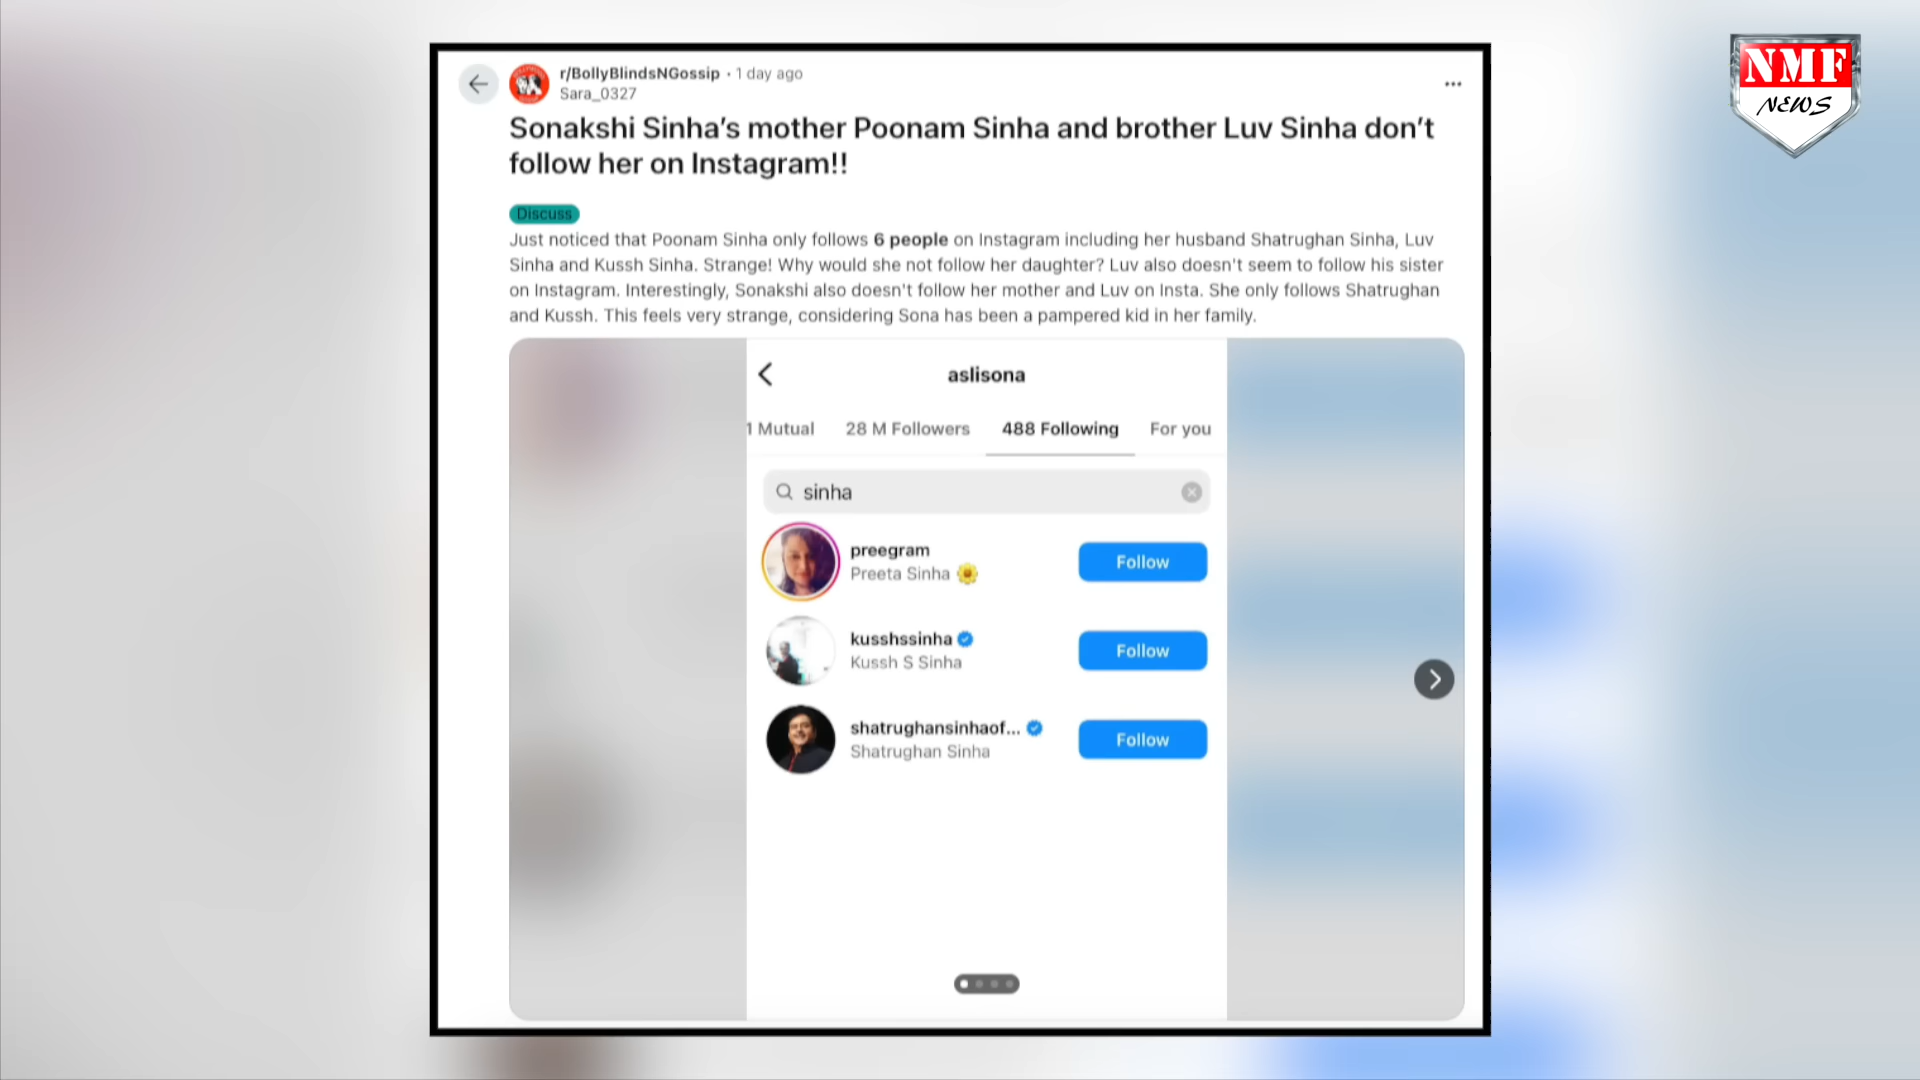 NMF
NEWS
r/BollyBlindsNGossip • 1 day ago
Sara_0327
Sonakshi Sinha's mother Poonam Sinha and brother Luv Sinha don't
follow her on Instagram!!
Discuss
Just noticed that Poonam Sinha only follows 6 people on Instagram including her husband Shatrughan Sinha, Luv
Sinha and Kussh Sinha. Strange! Why would she not follow her daughter? Luv also doesn't seem to follow his sister
on Instagram. Interestingly, Sonakshi also doesn't follow her mother and Luv on Insta. She only follows Shatrughan
and Kussh. This feels very strange, considering Sona has been a pampered kid in her family.
aslisona
1 Mutual 28 M Followers 488 Following For you
sinha
preegram
Preeta Sinha 🌼
Follow
kusshssinha
Kussh S Sinha
Follow
shatrughansinhaof...
Shatrughan Sinha
Follow